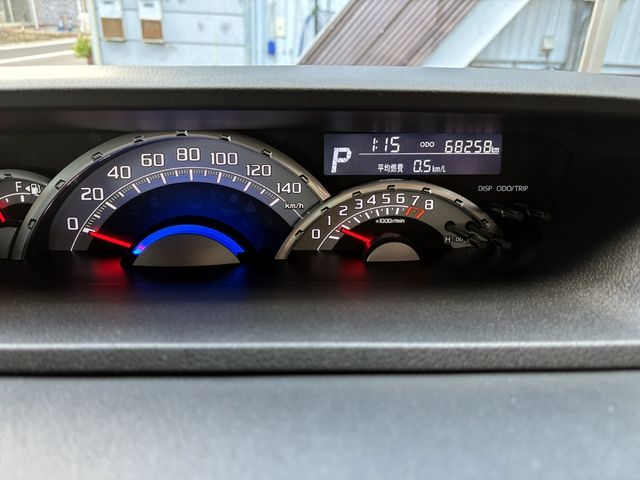 1:15 ODO 68258km
P
平均燃費 0.5km/L
DISP ODO/TRIP
F
0 20 40 60 80 100 120 140
km/h
0 1 2 3 4 5 6 7 8
×1000r/min
H